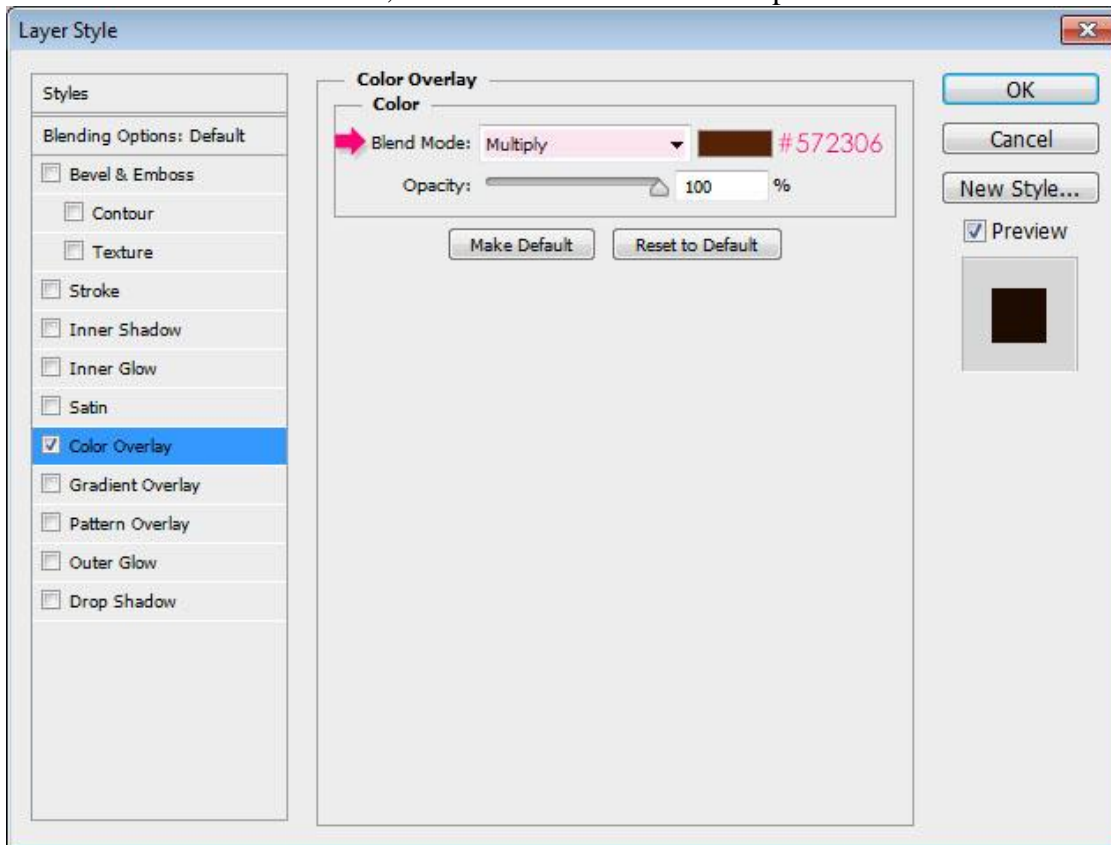 Layer Style
Styles
Blending Options: Default
Bevel & Emboss
Contour
Texture
Stroke
Inner Shadow
Inner Glow
Satin
Color Overlay
Gradient Overlay
Pattern Overlay
Outer Glow
Drop Shadow
Color Overlay
Color
Blend Mode: Multiply #572306
Opacity: 100 %
Make Default Reset to Default
OK
Cancel
New Style...
Preview